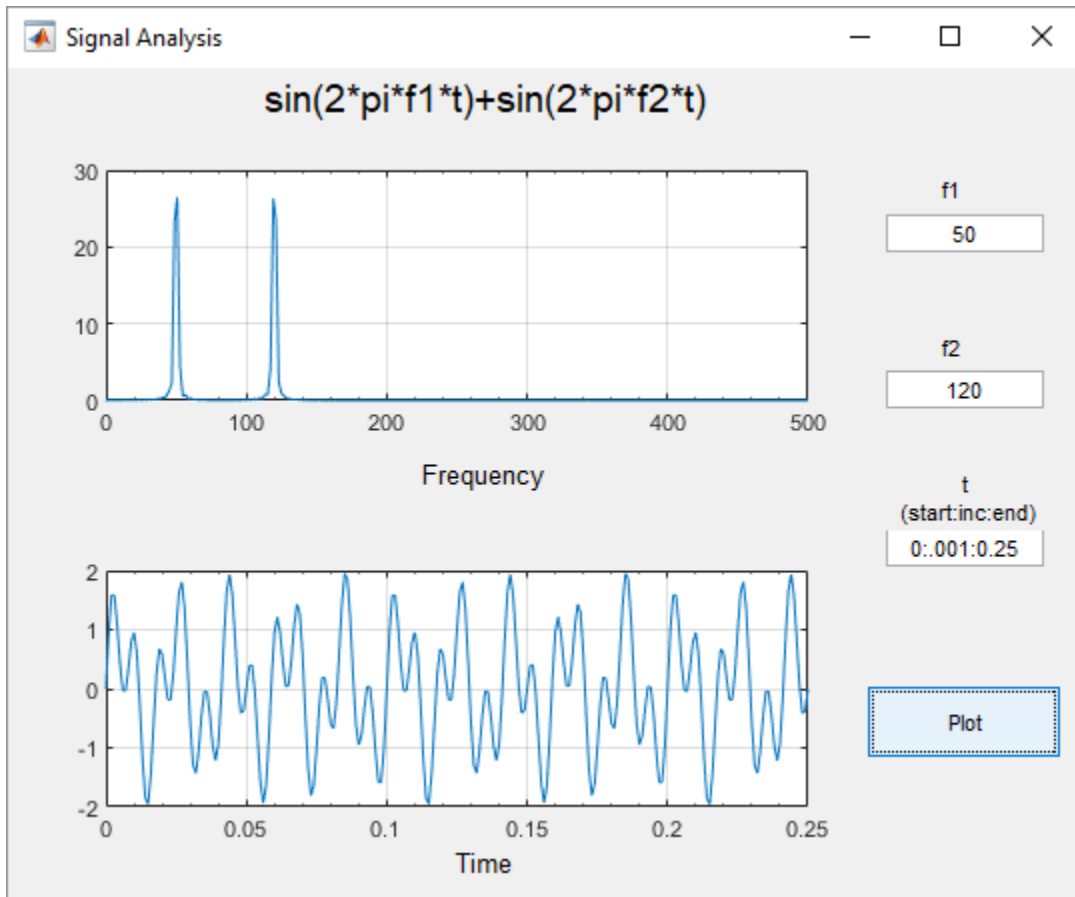 Signal Analysis
sin(2*pi*f1*t)+sin(2*pi*f2*t)
30
20
10
0
0 100 200 300 400 500
Frequency
f1
50
f2
120
t
(start:inc:end)
0:.001:0.25
2
1
0
-1
-2
0 0.05 0.1 0.15 0.2 0.25
Time
Plot